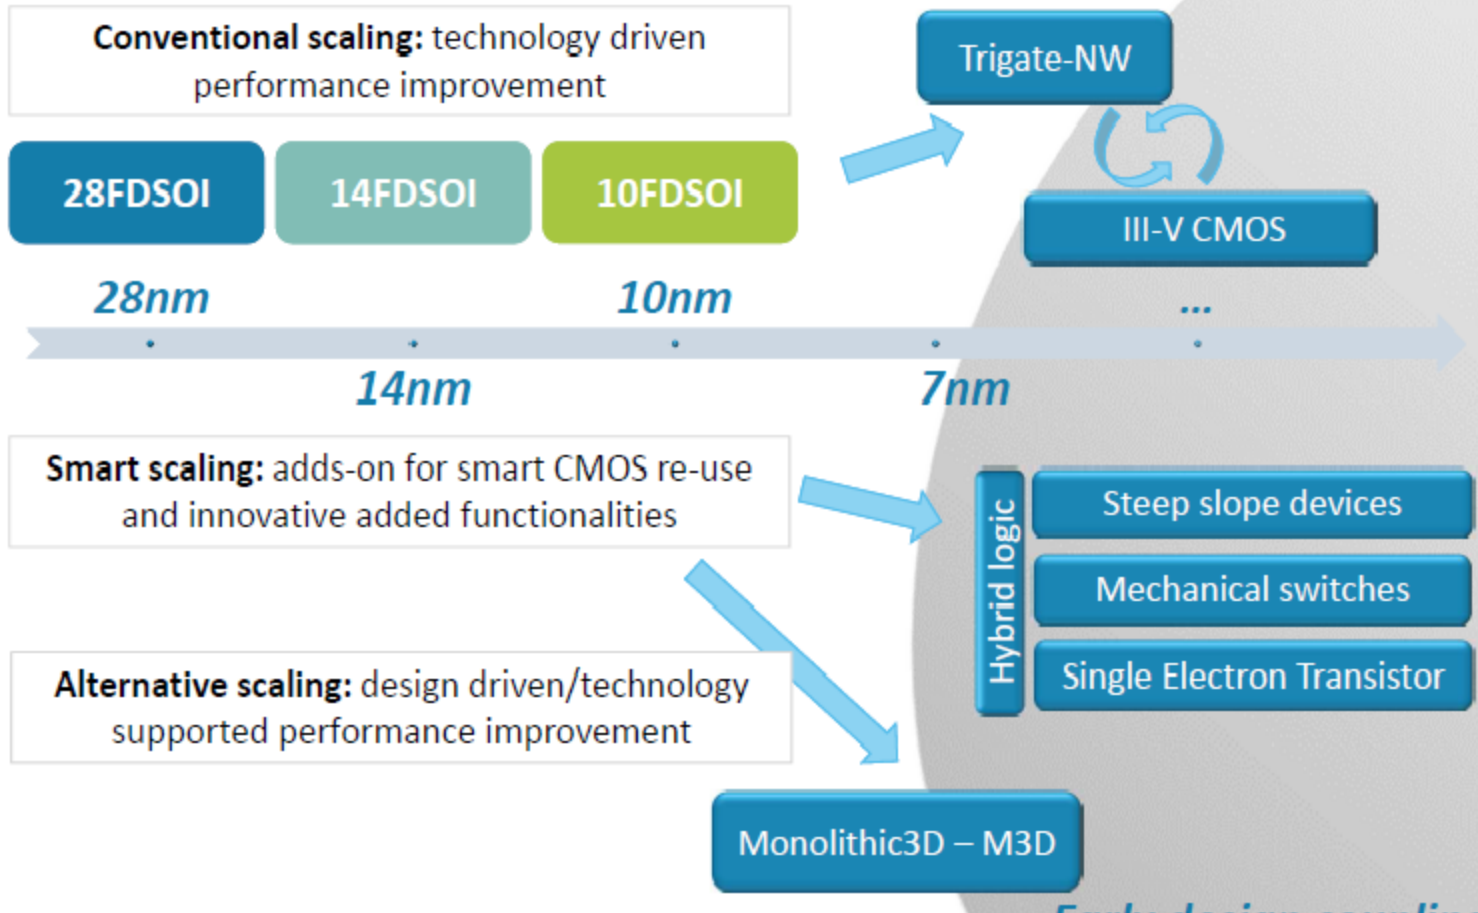 Conventional scaling: technology driven
performance improvement
Trigate-NW
28FDSOI
14FDSOI
10FDSOI
III-V CMOS
28nm
10nm
...
14nm
7nm
Smart scaling: adds-on for smart CMOS re-use
and innovative added functionalities
Hybrid logic
Steep slope devices
Mechanical switches
Single Electron Transistor
Alternative scaling: design driven/technology
supported performance improvement
Monolithic3D – M3D